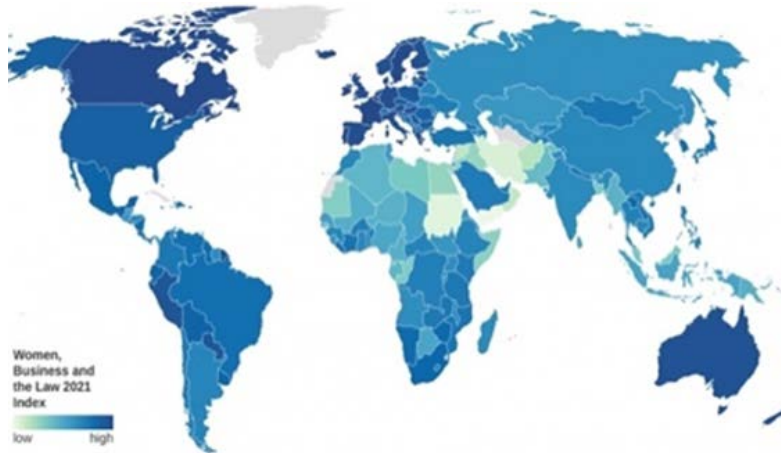 Women,
Business and
the Law 2021
Index
low high